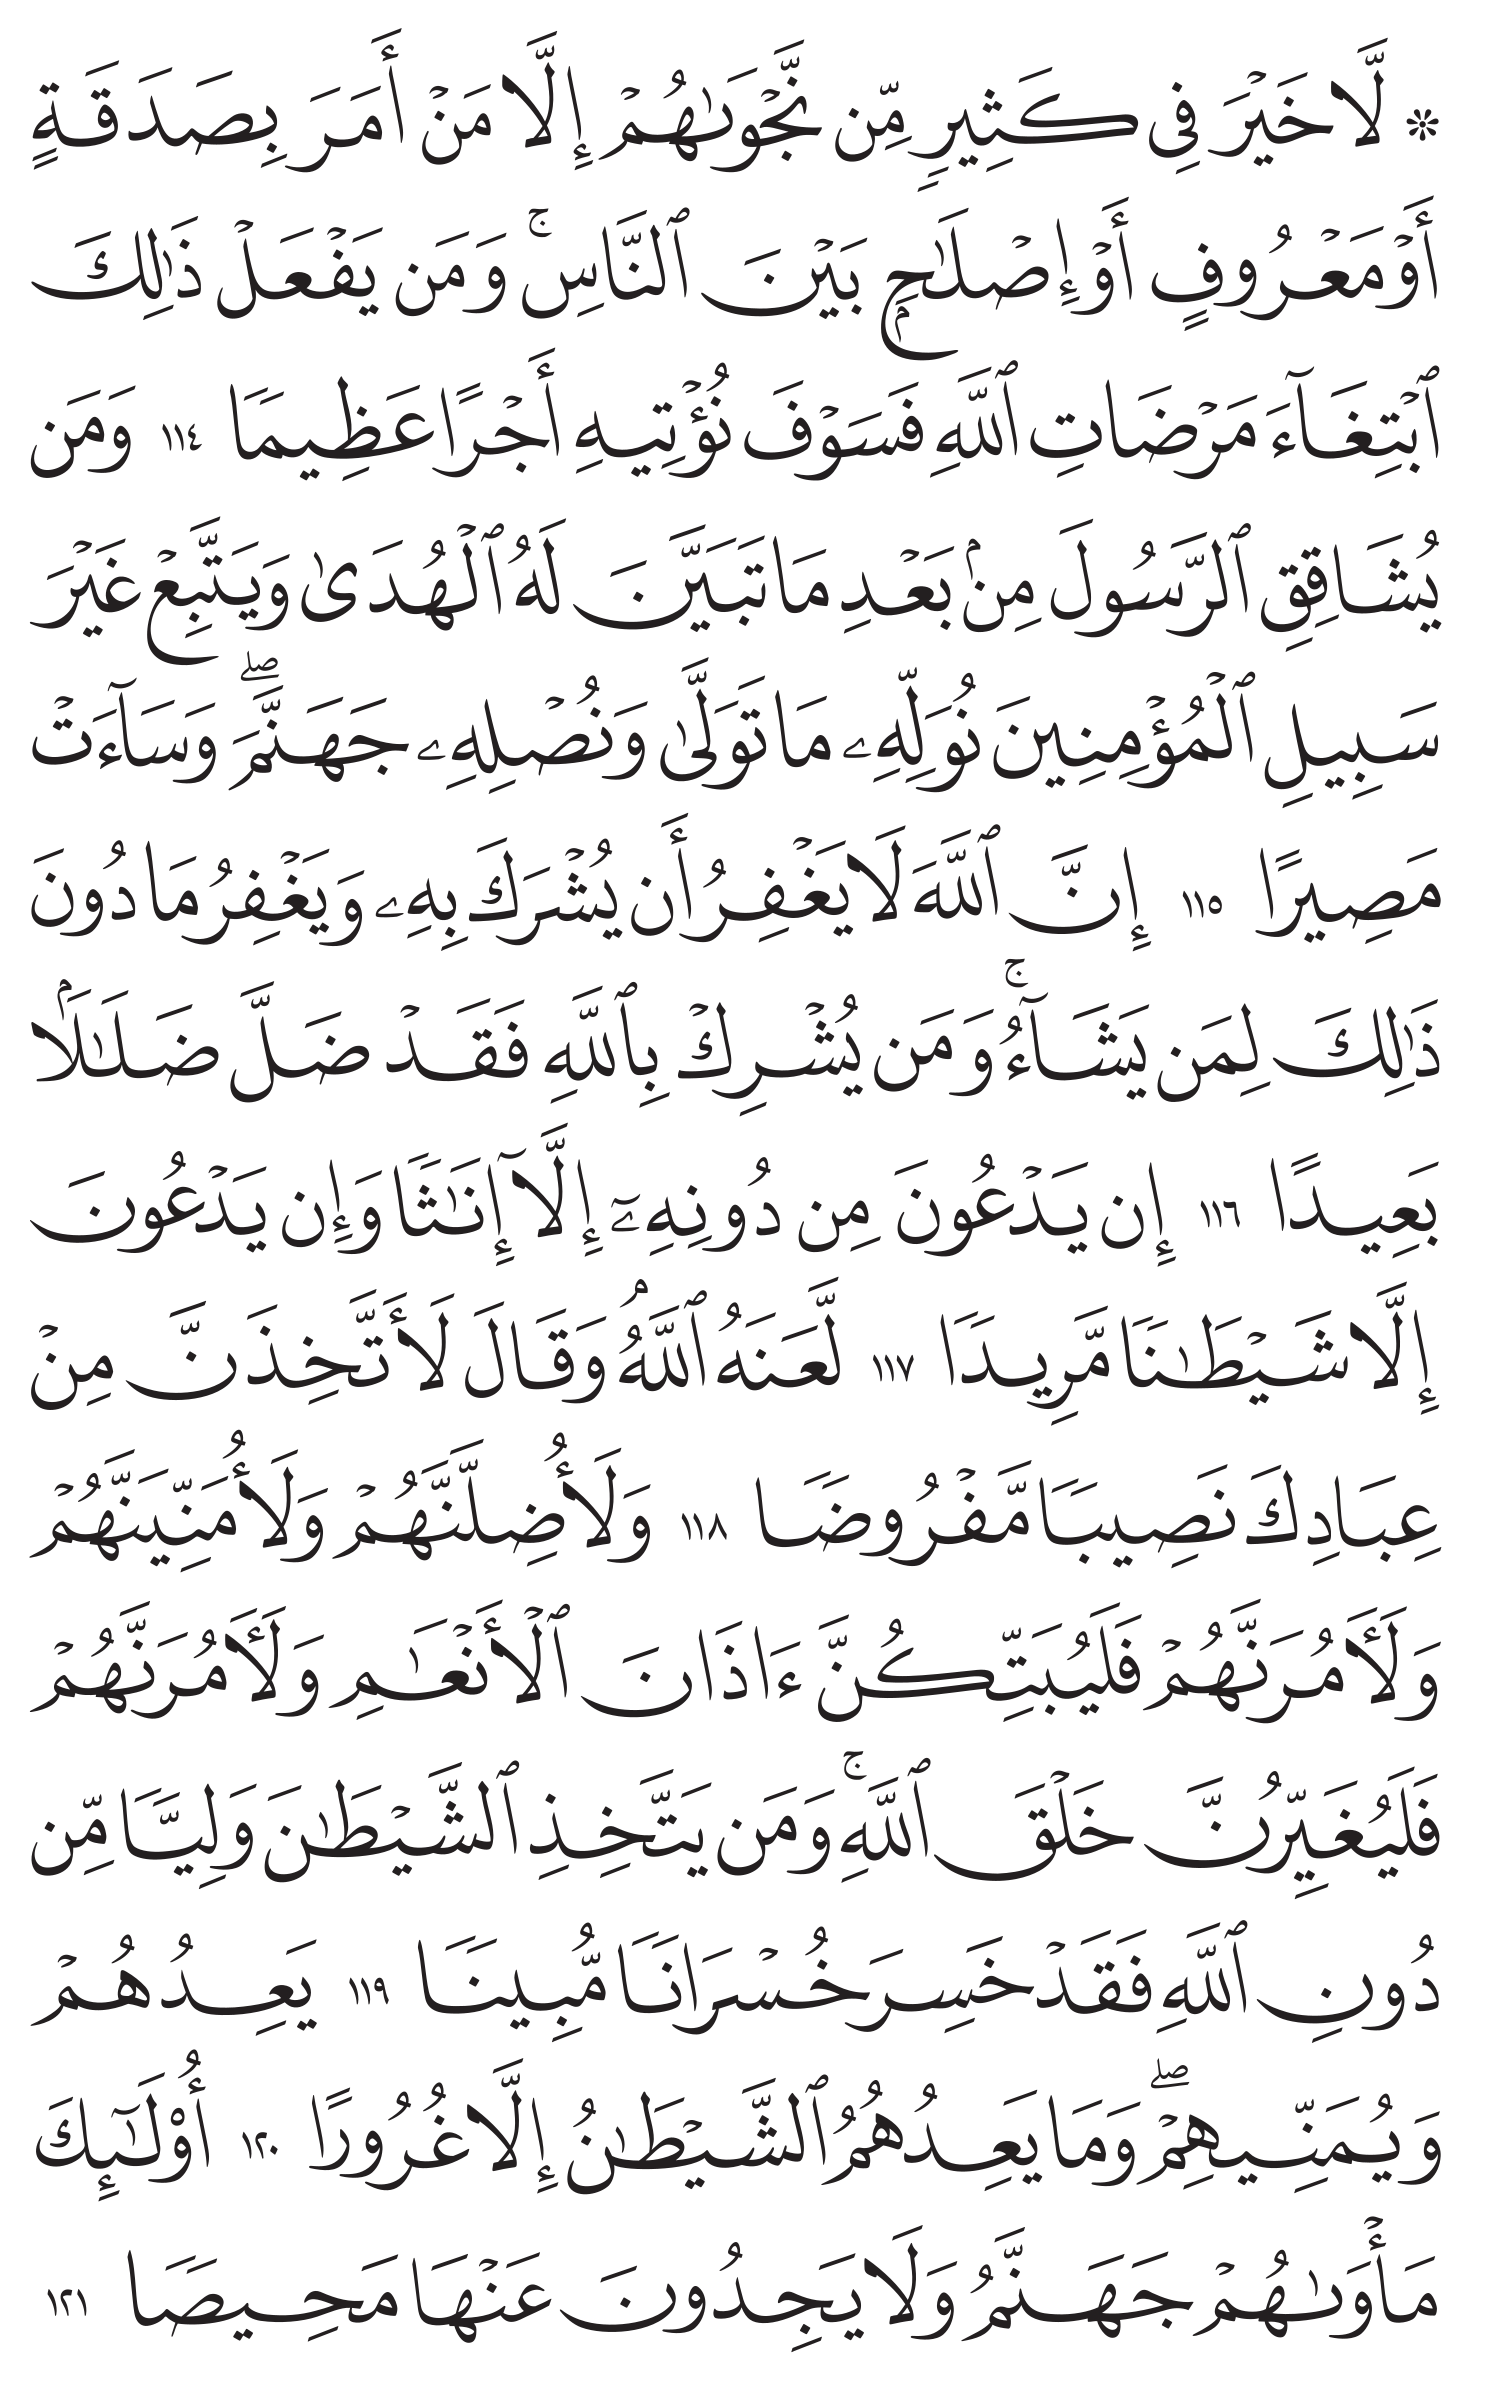 ۞ لَّا خَيْرَ فِى كَثِيرٍ مِّن نَّجْوَىٰهُمْ إِلَّا مَنْ أَمَرَ بِصَدَقَةٍ
أَوْ مَعْرُوفٍ أَوْ إِصْلَٰحٍۭ بَيْنَ ٱلنَّاسِ ۚ وَمَن يَفْعَلْ ذَٰلِكَ
ٱبْتِغَآءَ مَرْضَاتِ ٱللَّهِ فَسَوْفَ نُؤْتِيهِ أَجْرًا عَظِيمًا ١١٤ وَمَن
يُشَاقِقِ ٱلرَّسُولَ مِنۢ بَعْدِ مَا تَبَيَّنَ لَهُ ٱلْهُدَىٰ وَيَتَّبِعْ غَيْرَ
سَبِيلِ ٱلْمُؤْمِنِينَ نُوَلِّهِۦ مَا تَوَلَّىٰ وَنُصْلِهِۦ جَهَنَّمَ ۖ وَسَآءَتْ
مَصِيرًا ١١٥ إِنَّ ٱللَّهَ لَا يَغْفِرُ أَن يُشْرَكَ بِهِۦ وَيَغْفِرُ مَا دُونَ
ذَٰلِكَ لِمَن يَشَآءُ ۚ وَمَن يُشْرِكْ بِٱللَّهِ فَقَدْ ضَلَّ ضَلَٰلًۢا
بَعِيدًا ١١٦ إِن يَدْعُونَ مِن دُونِهِۦٓ إِلَّآ إِنَٰثًا وَإِن يَدْعُونَ
إِلَّا شَيْطَٰنًا مَّرِيدًا ١١٧ لَّعَنَهُ ٱللَّهُ ۘ وَقَالَ لَأَتَّخِذَنَّ مِنْ
عِبَادِكَ نَصِيبًا مَّفْرُوضًا ١١٨ وَلَأُضِلَّنَّهُمْ وَلَأُمَنِّيَنَّهُمْ
وَلَءَامُرَنَّهُمْ فَلَيُبَتِّكُنَّ ءَاذَانَ ٱلْأَنْعَٰمِ وَلَءَامُرَنَّهُمْ
فَلَيُغَيِّرُنَّ خَلْقَ ٱللَّهِ ۚ وَمَن يَتَّخِذِ ٱلشَّيْطَٰنَ وَلِيًّا مِّن
دُونِ ٱللَّهِ فَقَدْ خَسِرَ خُسْرَانًا مُّبِينًا ١١٩ يَعِدُهُمْ
وَيُمَنِّيهِمْ ۖ وَمَا يَعِدُهُمُ ٱلشَّيْطَٰنُ إِلَّا غُرُورًا ١٢٠ أُو۟لَٰٓئِكَ
مَأْوَىٰهُمْ جَهَنَّمُ وَلَا يَجِدُونَ عَنْهَا مَحِيصًا ١٢١